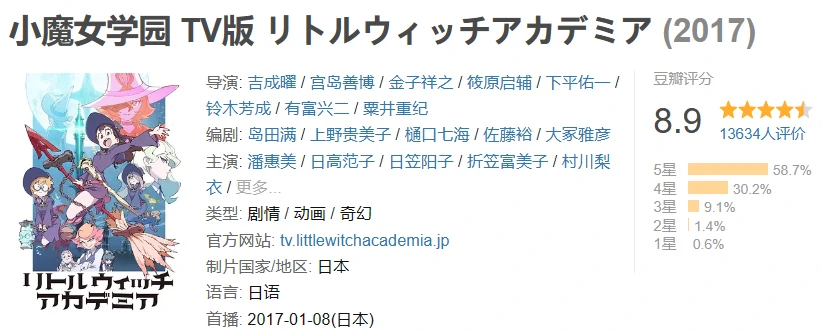 小魔女学园 TV版 リトルウィッチアカデミア (2017)
リトルウィッチ
アカデミア
导演: 吉成曜 / 宫岛善博 / 金子祥之 / 筱原启辅 / 下平佑一 /
铃木芳成 / 有富兴二 / 粟井重纪
编剧: 岛田满 / 上野贵美子 / 樋口七海 / 佐藤裕 / 大冢雅彦
主演: 潘惠美 / 日高范子 / 日笠阳子 / 折笠富美子 / 村川梨
衣 / 更多...
类型: 剧情 / 动画 / 奇幻
官方网站: tv.littlewitchacademia.jp
制片国家/地区: 日本
语言: 日语
首播: 2017-01-08(日本)
豆瓣评分
8.9
13634人评价
5星 58.7%
4星 30.2%
3星 9.1%
2星 1.4%
1星 0.6%